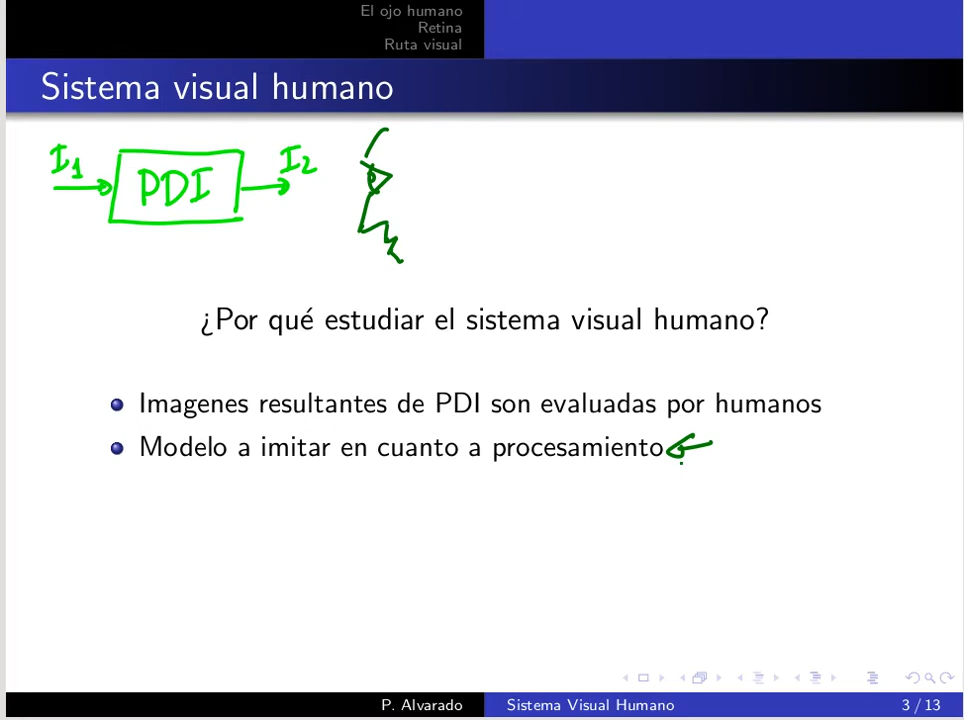 El ojo humano
Retina
Ruta visual
Sistema visual humano
I1 PDI I2
¿Por qué estudiar el sistema visual humano?
Imagenes resultantes de PDI son evaluadas por humanos
Modelo a imitar en cuanto a procesamiento
P. Alvarado Sistema Visual Humano 3 / 13